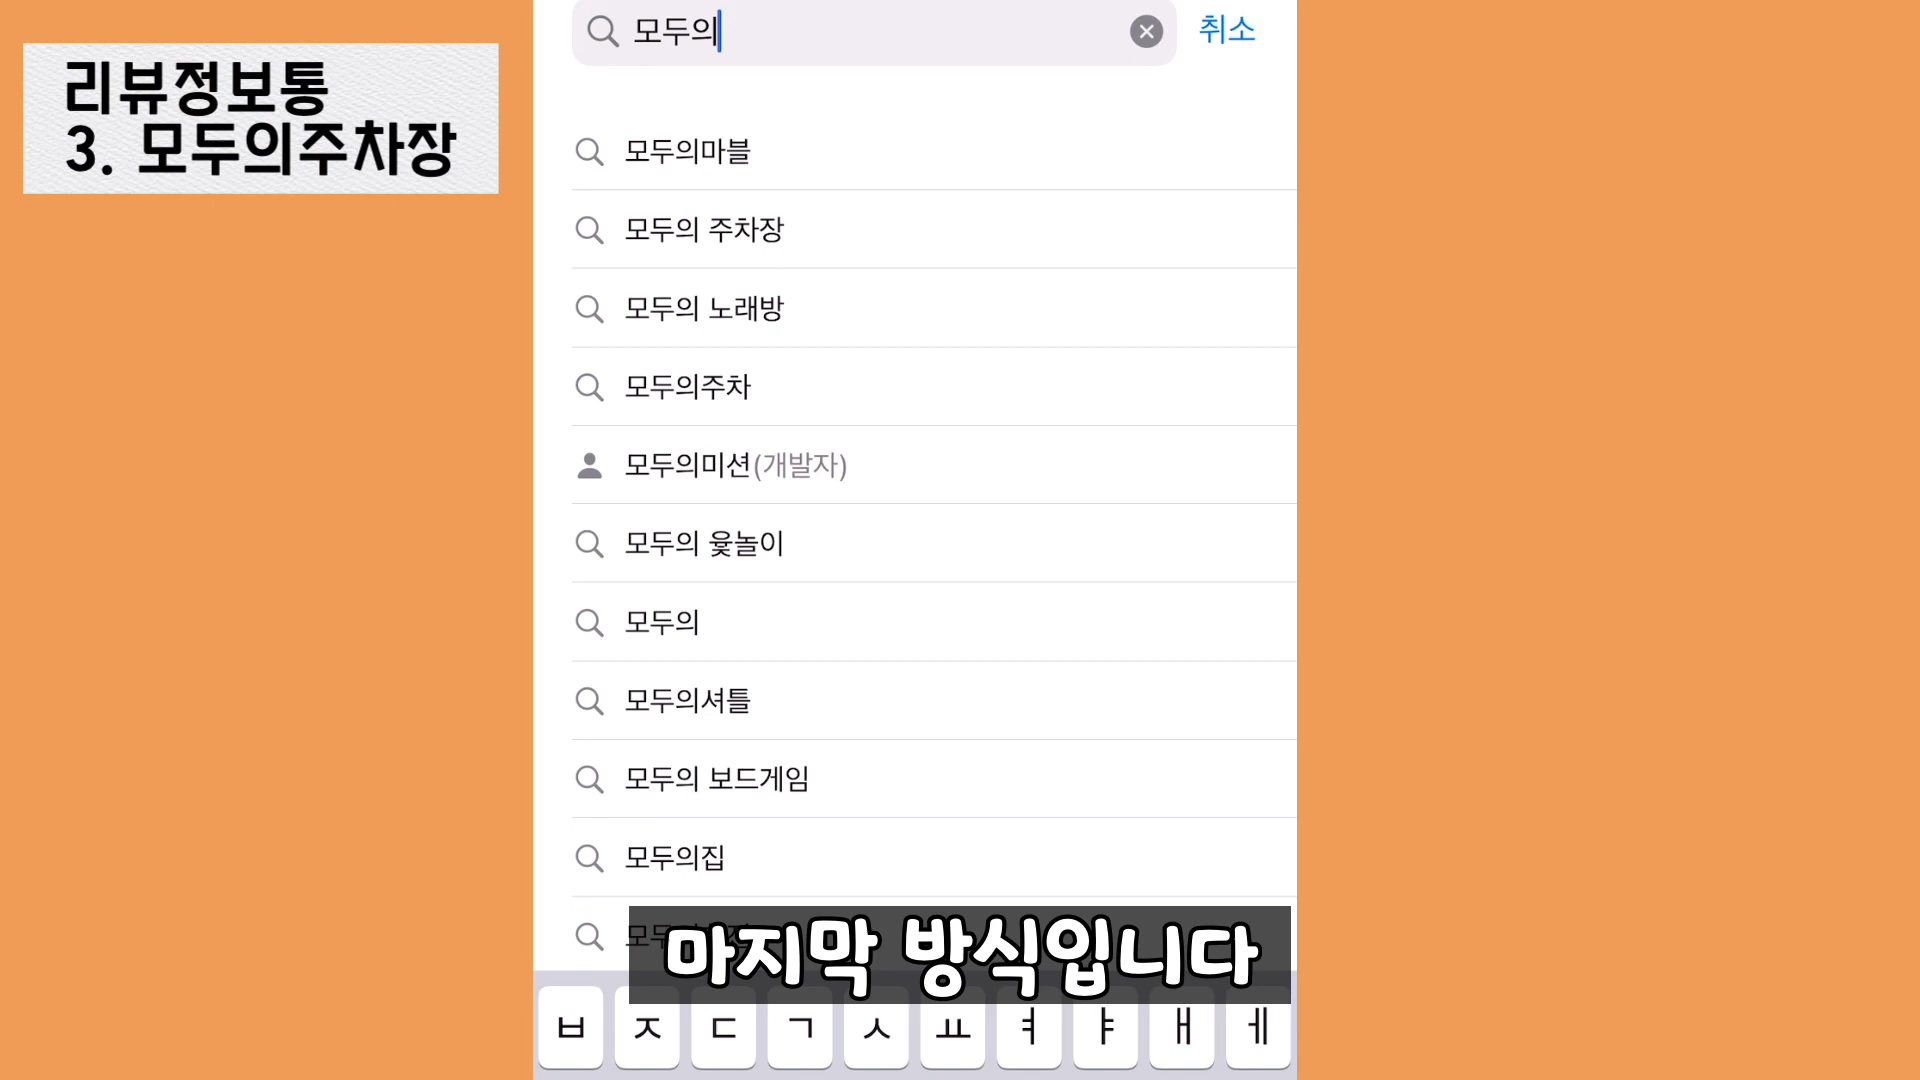 리뷰정보통
3. 모두의주차장
모두의
취소
모두의마블
모두의 주차장
모두의 노래방
모두의주차
모두의미션(개발자)
모두의 윷놀이
모두의
모두의셔틀
모두의 보드게임
모두의집
마지막 방식입니다
ㅂ ㅈ ㄷ ㄱ ㅅ ㅛ ㅕ ㅑ ㅐ ㅔ